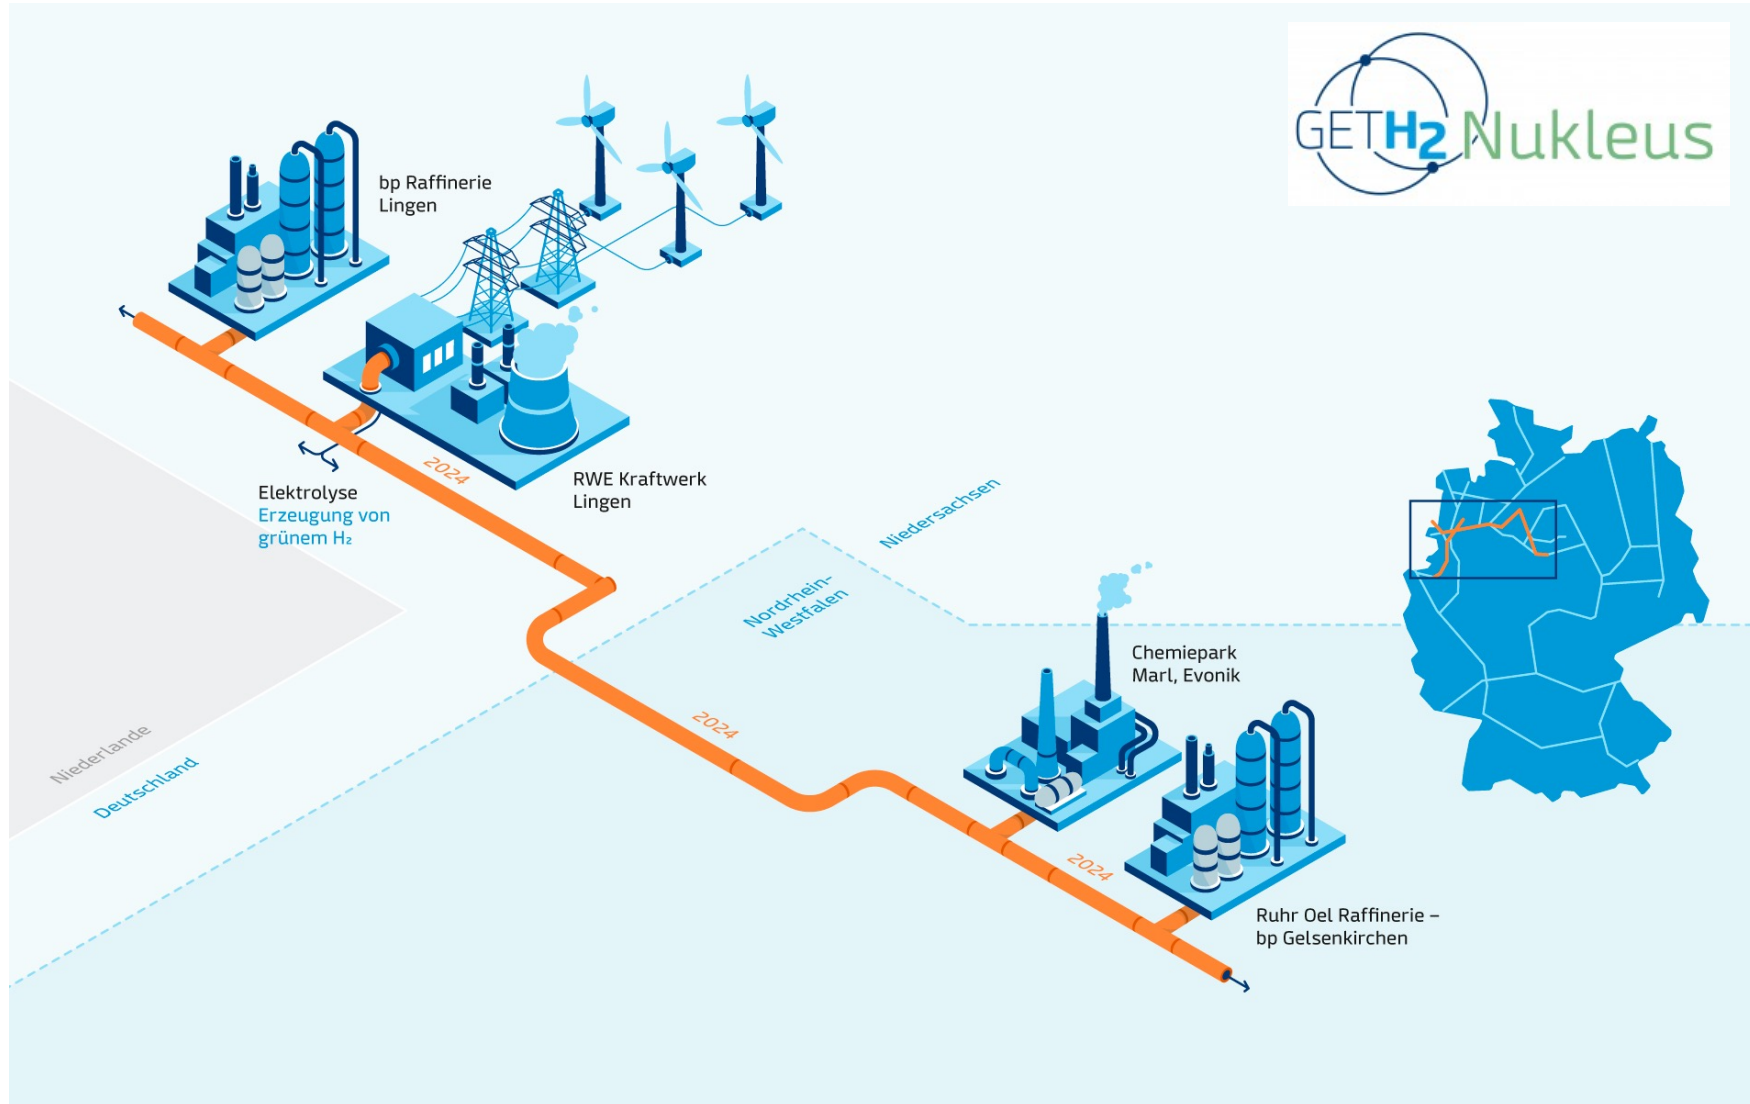 GETH2 Nukleus
bp Raffinerie
Lingen
2024
RWE Kraftwerk
Lingen
Elektrolyse
Erzeugung von
grünem H₂
Niedersachsen
Nordrhein-
Westfalen
Niederlande
Deutschland
2024
Chemiepark
Marl, Evonik
2024
Ruhr Oel Raffinerie –
bp Gelsenkirchen